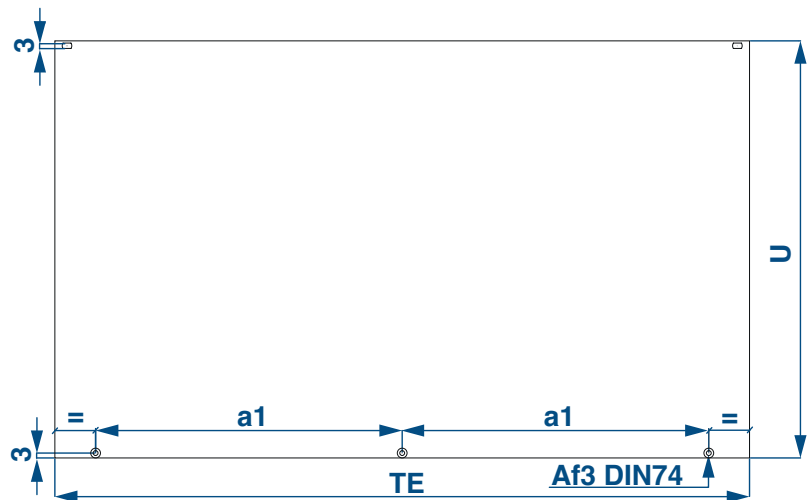 3
U
=
a1
a1
=
3
TE
Af3 DIN74